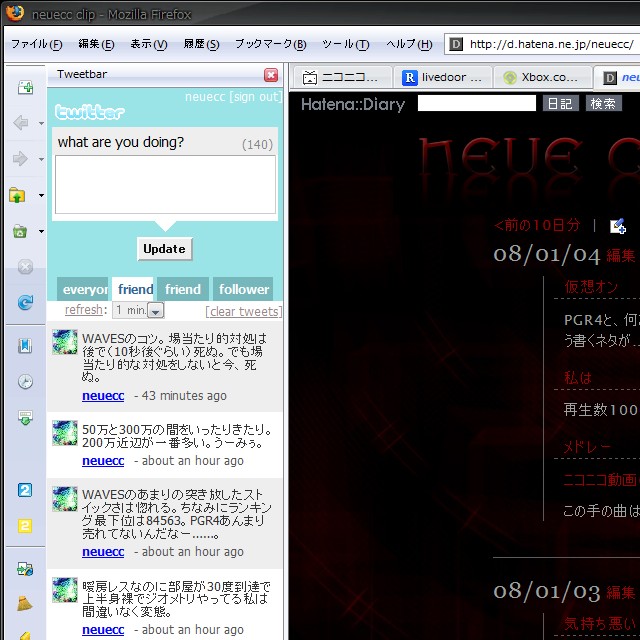 neuecc clip - Mozilla Firefox
ファイル(F) 編集(E) 表示(V) 履歴(S) ブックマーク(B) ツール(T) ヘルプ(H) D http://d.hatena.ne.jp/neuecc/
Tweetbar
ニコニコ... R livedoor ... Xbox.co... D neu
neuecc [sign out]
twitter
what are you doing? (140)
Update
everyor friend friend follower
refresh: 1 min. [clear tweets]
WAVESのコツ。場当たり的対処は
後で(10秒後ぐらい)死ぬ。でも場
当たり的な対処をしないと今、死
ぬ。
neuecc - 43 minutes ago
50万と300万の間をいったりきたり。
200万近辺が一番多い。うーみぅ。
neuecc - about an hour ago
WAVESのあまりの突き放したスト
イックさは惚れる。ちなみにランキン
グ最下位は84563。PGR4あんまり
売れてないんだなー……。
neuecc - about an hour ago
暖房レスなのに部屋が30度到達で
上半身裸でジオメトリやってる私は
間違いなく変態。
neuecc - about an hour ago
Hatena::Diary 日記 検索
NEUE C
<前の10日分 |
08/01/04 編集
仮想オン
PGR4と、何
う書くネタが..
私は
再生数100
メドレー
ニコニコ動画
この手の曲は
08/01/03 編集
気持ち悪い